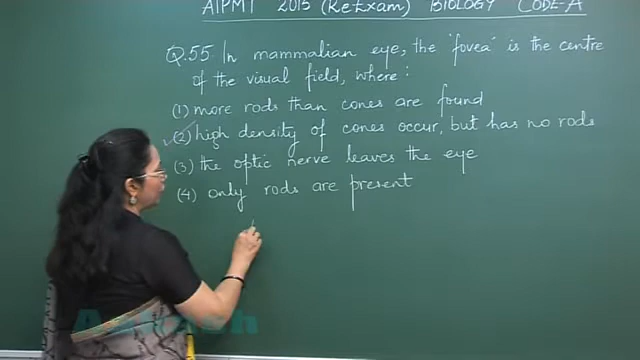 AIPMT 2015 (ReExam) BIOLOGY CODE-A
Q.55 In mammalian eye, the 'fovea' is the centre
of the visual field, where :
(1) more rods than cones are found
(2) high density of cones occur, but has no rods
(3) the optic nerve leaves the eye
(4) only rods are present
Aakash